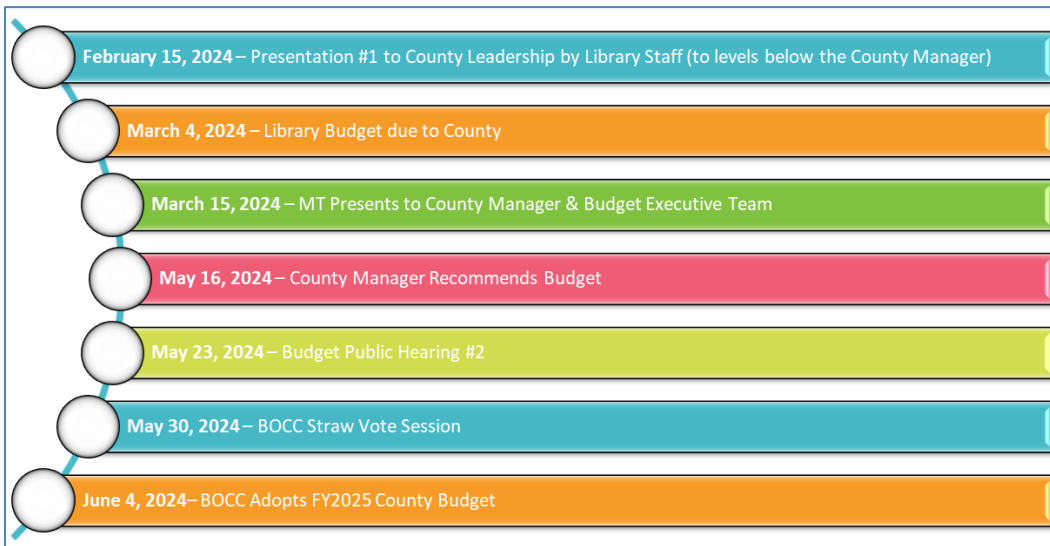 February 15, 2024 – Presentation #1 to County Leadership by Library Staff (to levels below the County Manager)
March 4, 2024 – Library Budget due to County
March 15, 2024 – MT Presents to County Manager & Budget Executive Team
May 16, 2024 – County Manager Recommends Budget
May 23, 2024 – Budget Public Hearing #2
May 30, 2024 – BOCC Straw Vote Session
June 4, 2024– BOCC Adopts FY2025 County Budget